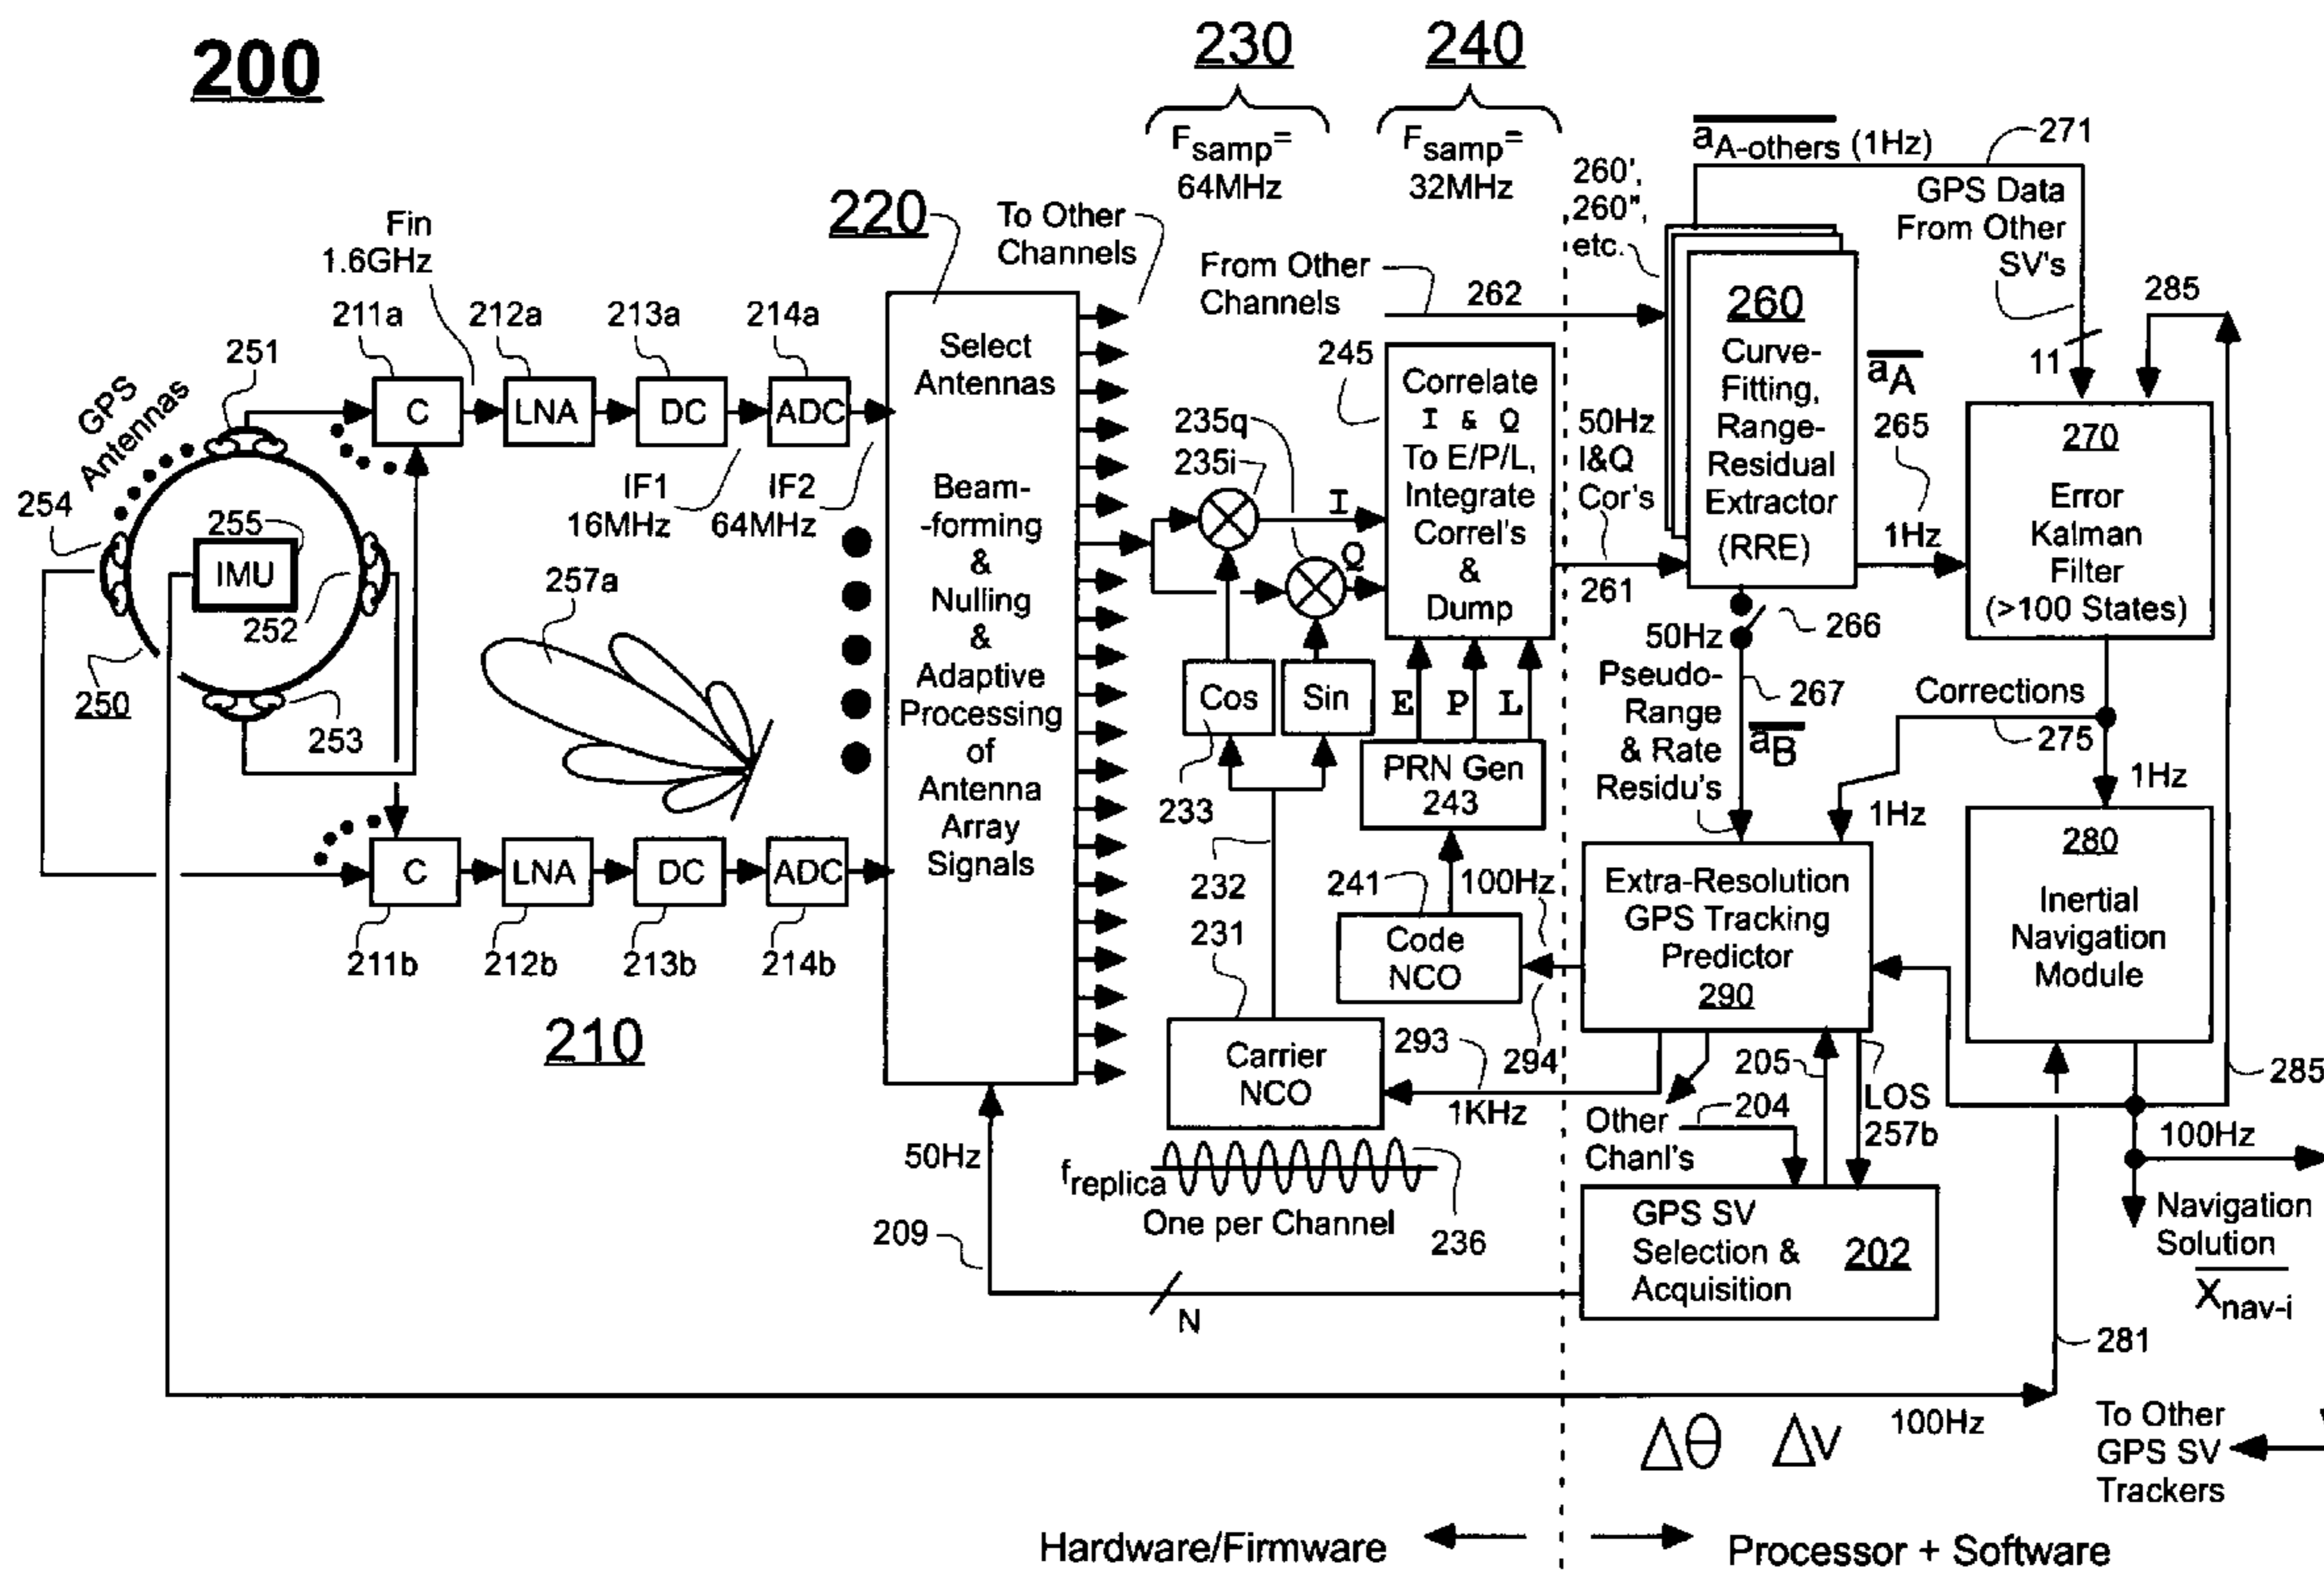 200
230
240
Fsamp=
64MHz
Fsamp=
32MHz
aA-others (1Hz)
271
260',
260",
etc.
GPS Data
From Other
SV's
11
285
220
To Other
Channels
From Other
Channels
262
Fin
1.6GHz
211a
212a
213a
214a
C
LNA
DC
ADC
IF1
16MHz
IF2
64MHz
GPS
Antennas
251
254
255
IMU
252
250
253
257a
C
LNA
DC
ADC
211b
212b
213b
214b
210
Select
Antennas
Beam-
-forming
&
Nulling
&
Adaptive
Processing
of
Antenna
Array
Signals
245
235q
235i
I
Q
Correlate
I & Q
To E/P/L,
Integrate
Correl's
&
Dump
50Hz
I&Q
Cor's
261
260
Curve-
Fitting,
Range-
Residual
Extractor
(RRE)
aA
265
1Hz
270
Error
Kalman
Filter
(>100 States)
Cos
Sin
233
E P L
PRN Gen
243
232
231
241
100Hz
Code
NCO
294
Carrier
NCO
293
1KHz
freplica
One per Channel
236
50Hz
209
N
266
50Hz
Pseudo-
Range
& Rate
Residu's
267
aB
Corrections
275
1Hz
1Hz
Extra-Resolution
GPS Tracking
Predictor
290
280
Inertial
Navigation
Module
205
204
Other
Chanl's
LOS
257b
GPS SV
Selection &
Acquisition
202
285
100Hz
Navigation
Solution
Xnav-i
281
100Hz
Δθ ΔV
To Other
GPS SV
Trackers
Hardware/Firmware
Processor + Software